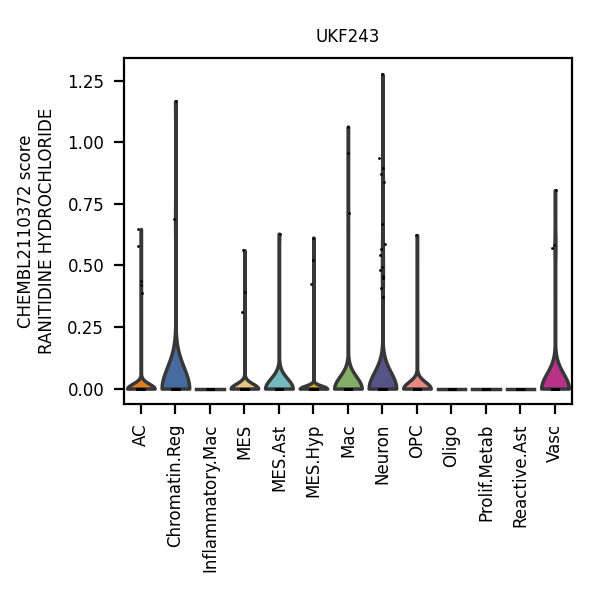 UKF243
CHEMBL2110372 score
RANITIDINE HYDROCHLORIDE
1.25
1.00
0.75
0.50
0.25
0.00
AC
Chromatin.Reg
Inflammatory.Mac
MES
MES.Ast
MES.Hyp
Mac
Neuron
OPC
Oligo
Prolif.Metab
Reactive.Ast
Vasc